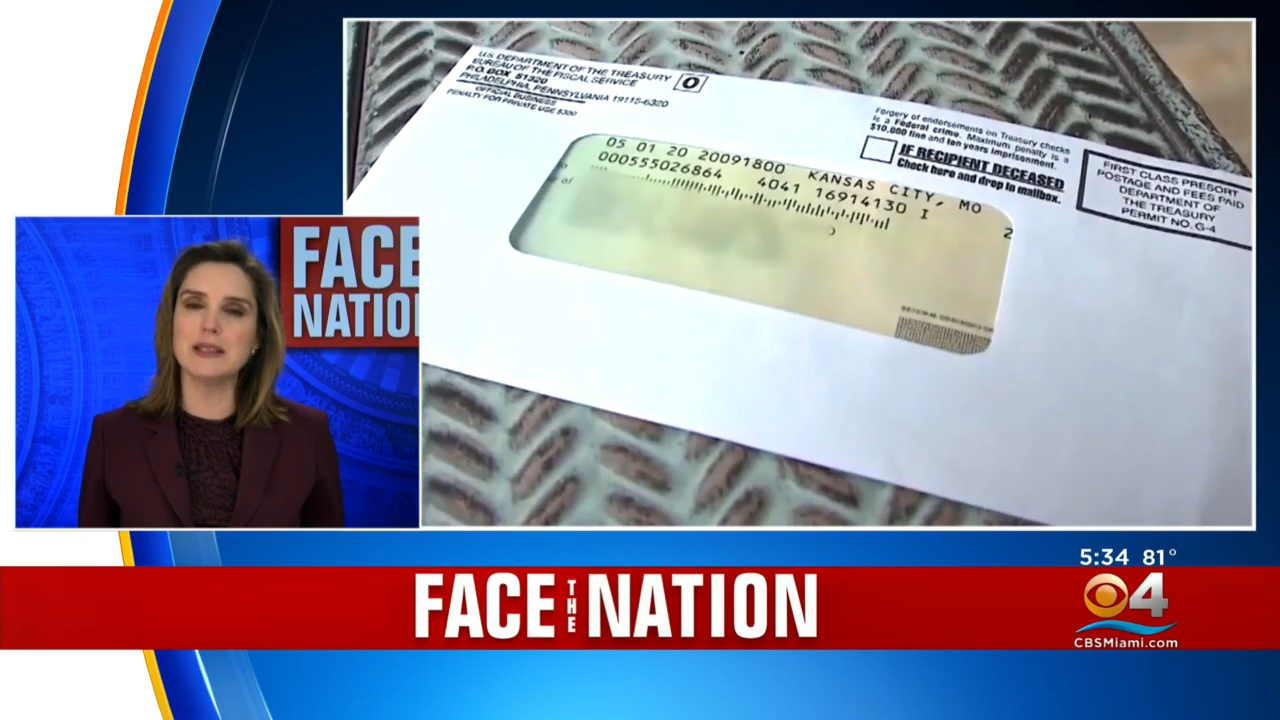 U.S. DEPARTMENT OF THE TREASURY
BUREAU OF THE FISCAL SERVICE
P.O. BOX 51320
PHILADELPHIA, PENNSYLVANIA 19115-6320
OFFICIAL BUSINESS
PENALTY FOR PRIVATE USE $300
O
Forgery of endorsements on Treasury checks
is a Federal crime. Maximum penalty is a
$10,000 fine and ten years imprisonment.
IF RECIPIENT DECEASED
Check here and drop in mailbox.
FIRST CLASS PRESORT
POSTAGE AND FEES PAID
DEPARTMENT OF
THE TREASURY
PERMIT NO. G-4
05 01 20 20091800 KANSAS CITY, MO
000555026864 4041 16914130 I
2
of
FACE
NATIO
5:34 81°
FACE THE NATION
4
CBSMiami.com